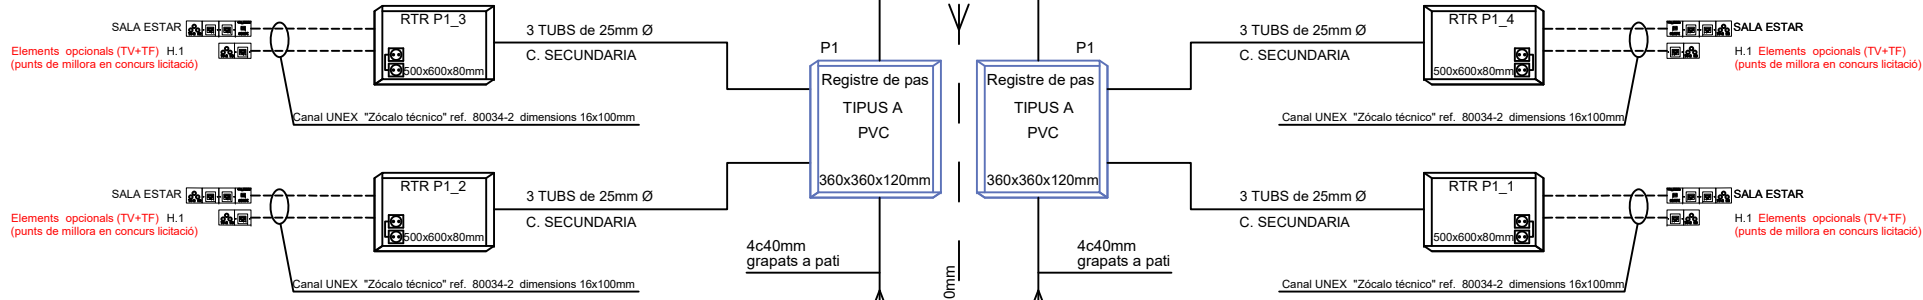 SALA ESTAR
Elements opcionals (TV+TF) H.1
(punts de millora en concurs licitació)
RTR P1_3
500x600x80mm
3 TUBS de 25mm Ø
C. SECUNDARIA
Canal UNEX "Zócalo técnico" ref. 80034-2 dimensions 16x100mm
P1
Registre de pas
TIPUS A
PVC
360x360x120mm
P1
Registre de pas
TIPUS A
PVC
360x360x120mm
3 TUBS de 25mm Ø
C. SECUNDARIA
RTR P1_4
500x600x80mm
SALA ESTAR
H.1 Elements opcionals (TV+TF)
(punts de millora en concurs licitació)
Canal UNEX "Zócalo técnico" ref. 80034-2 dimensions 16x100mm
SALA ESTAR
Elements opcionals (TV+TF) H.1
(punts de millora en concurs licitació)
RTR P1_2
500x600x80mm
3 TUBS de 25mm Ø
C. SECUNDARIA
Canal UNEX "Zócalo técnico" ref. 80034-2 dimensions 16x100mm
4c40mm
grapats a pati
0mm
4c40mm
grapats a pati
3 TUBS de 25mm Ø
C. SECUNDARIA
RTR P1_1
500x600x80mm
SALA ESTAR
H.1 Elements opcionals (TV+TF)
(punts de millora en concurs licitació)
Canal UNEX "Zócalo técnico" ref. 80034-2 dimensions 16x100mm